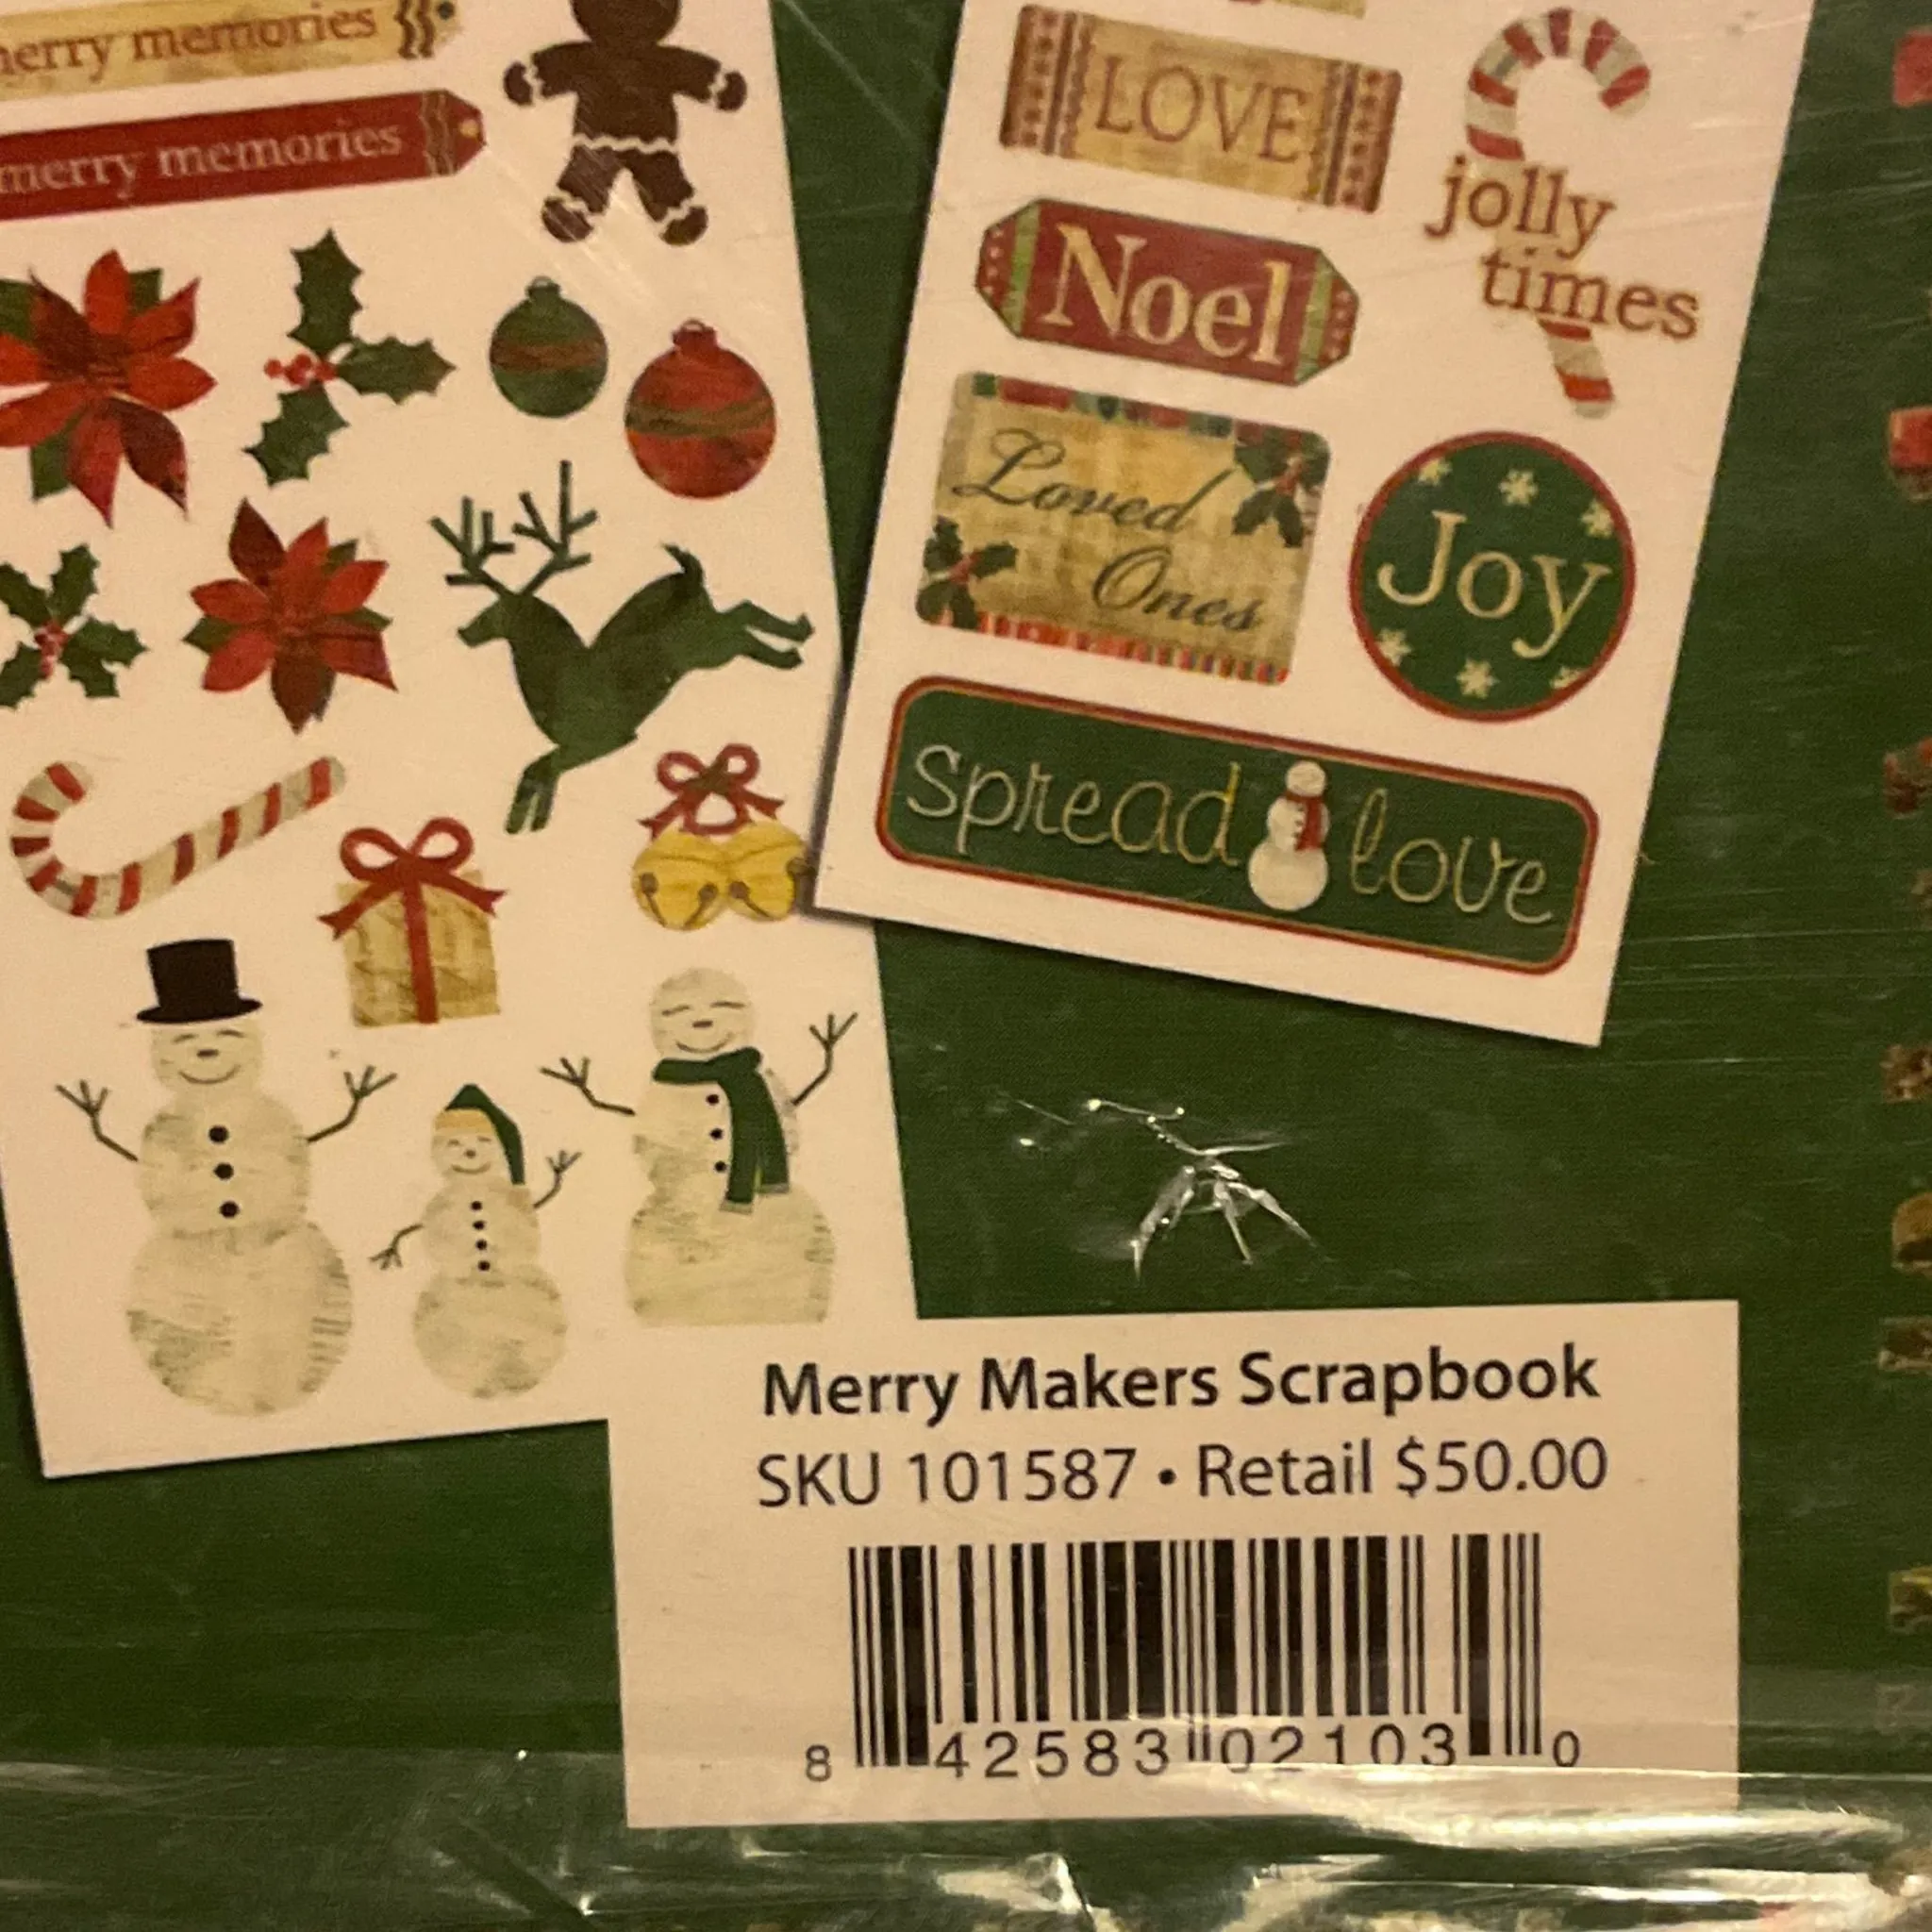 merry memories
merry memories
LOVE
jolly
times
Noel
Loved
Ones
Joy
spread love
Merry Makers Scrapbook
SKU 101587 • Retail $50.00
8 42583 02103 0